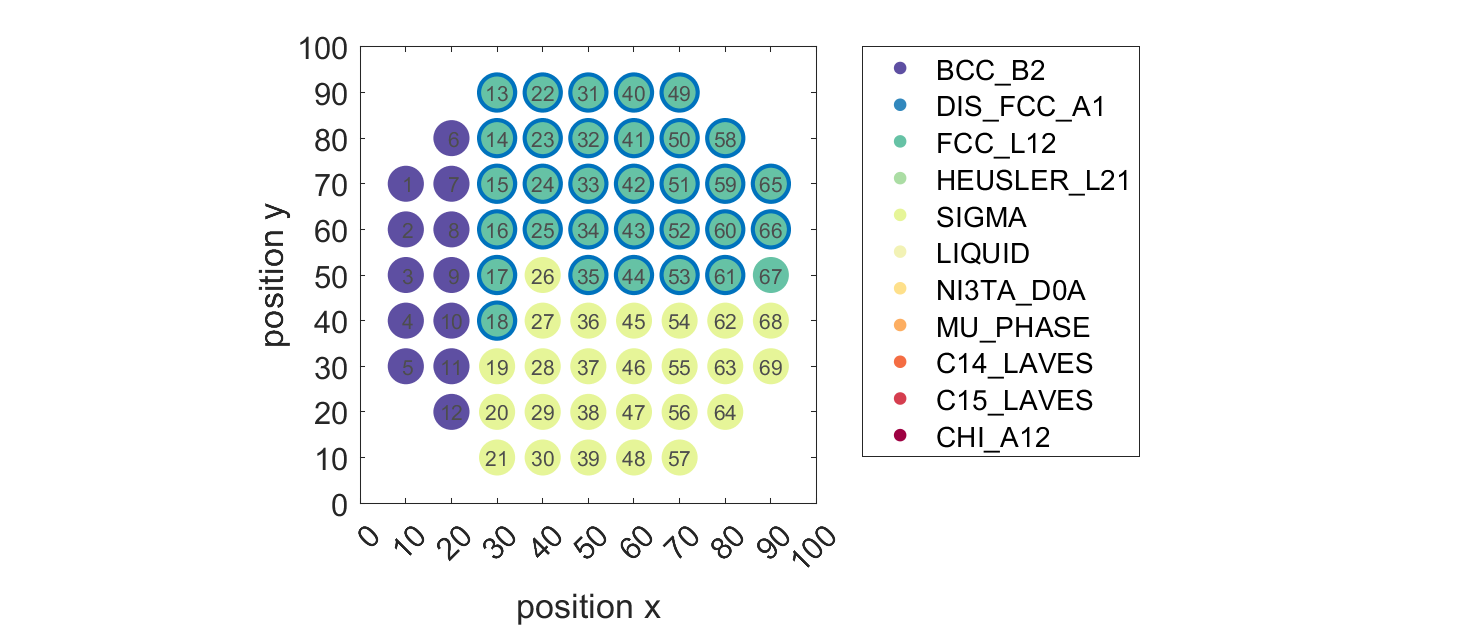 100
90
80
70
60
50
40
30
20
10
0
position y
13 22 31 40 49
6 14 23 32 41 50 58
1 7 15 24 33 42 51 59 65
2 8 16 25 34 43 52 60 66
3 9 17 26 35 44 53 61 67
4 10 18 27 36 45 54 62 68
5 11 19 28 37 46 55 63 69
12 20 29 38 47 56 64
21 30 39 48 57
0 10 20 30 40 50 60 70 80 90 100
position x
BCC_B2
DIS_FCC_A1
FCC_L12
HEUSLER_L21
SIGMA
LIQUID
NI3TA_D0A
MU_PHASE
C14_LAVES
C15_LAVES
CHI_A12